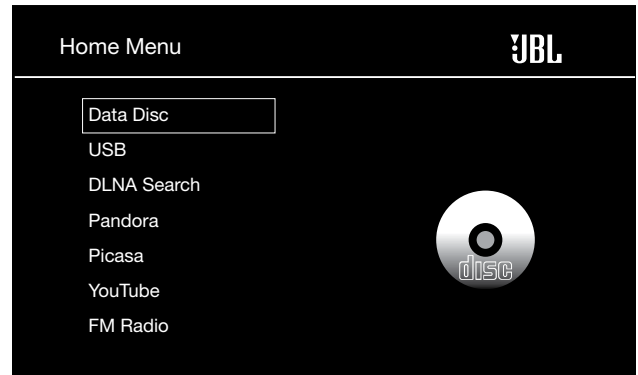 Home Menu
JBL
Data Disc
USB
DLNA Search
Pandora
Picasa
YouTube
FM Radio
disc